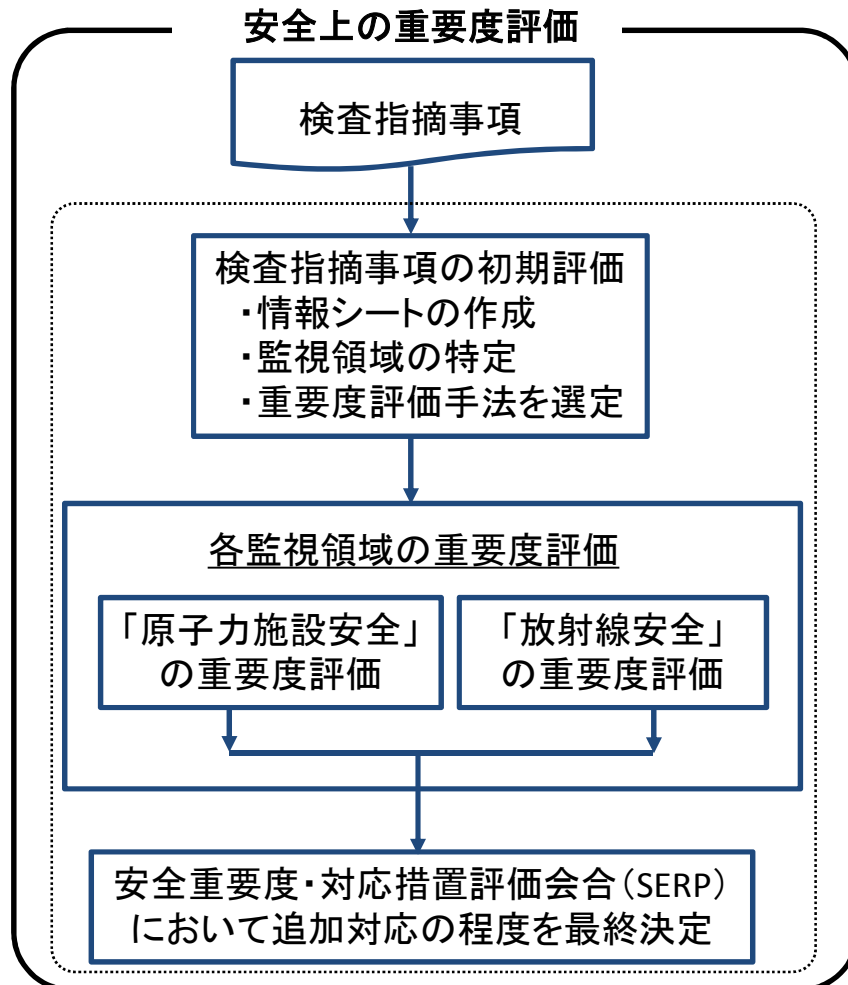 安全上の重要度評価
検査指摘事項
検査指摘事項の初期評価
・情報シートの作成
・監視領域の特定
・重要度評価手法を選定
各監視領域の重要度評価
「原子力施設安全」
の重要度評価
「放射線安全」
の重要度評価
安全重要度・対応措置評価会合(SERP)
において追加対応の程度を最終決定